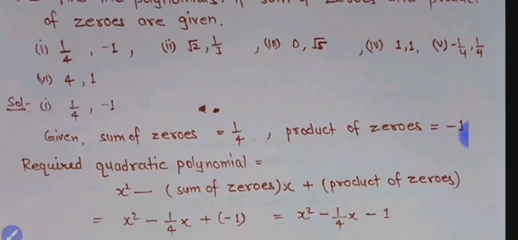 of zeroes are given.
(i) 1/4 , -1 , (ii) √2, 1/3 , (iii) 0, √5 , (iv) 1,1, (v) -1/4, 1/4
(vi) 4, 1
Sol- (i) 1/4 , -1
Given, sum of zeroes = 1/4 , product of zeroes = -1
Required quadratic polynomial =
x² - (sum of zeroes)x + (product of zeroes)
= x² - 1/4 x + (-1) = x² - 1/4 x - 1